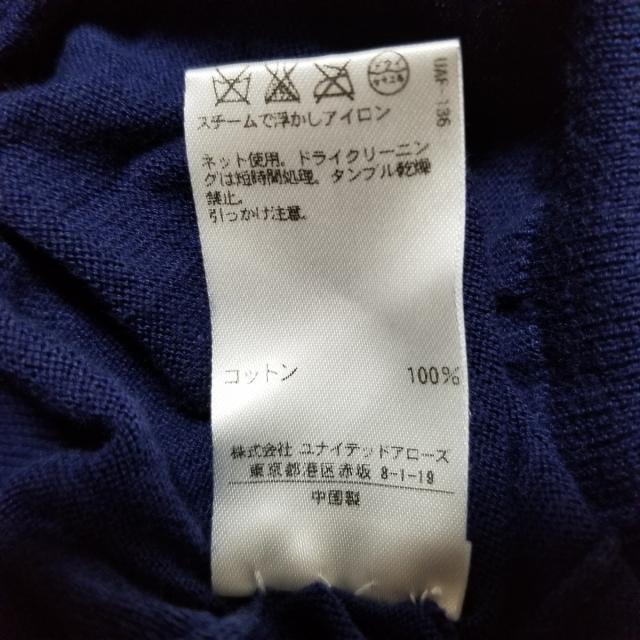 UAF-136
スチームで浮かしアイロン
ネット使用。ドライクリーニン
グは短時間処理。タンブル乾燥
禁止。
引っかけ注意。
コットン 100%
株式会社 ユナイテッドアローズ
東京都港区赤坂 8-1-19
中国製